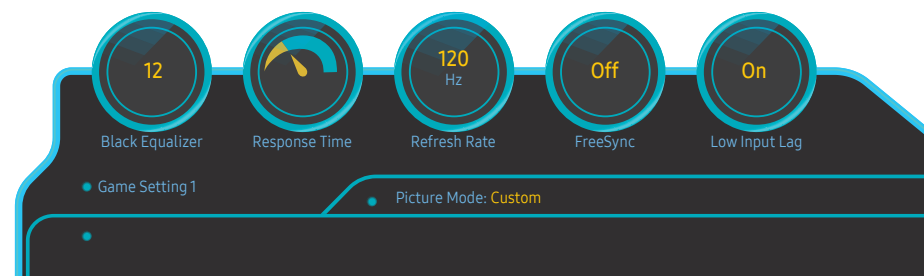 12
120
Hz
Off
On
Black Equalizer
Response Time
Refresh Rate
FreeSync
Low Input Lag
Game Setting 1
Picture Mode: Custom